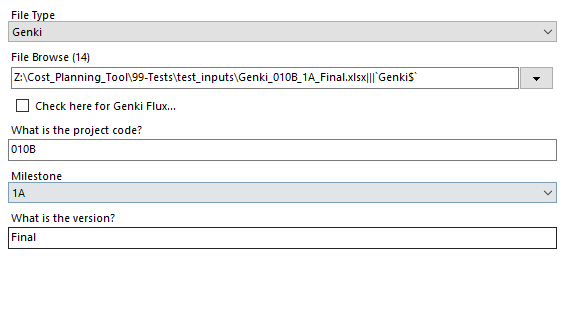 File Type
Genki
File Browse (14)
Z:\Cost_Planning_Tool\99-Tests\test_inputs\Genki_010B_1A_Final.xlsx|||`Genki$`
Check here for Genki Flux...
What is the project code?
010B
Milestone
1A
What is the version?
Final